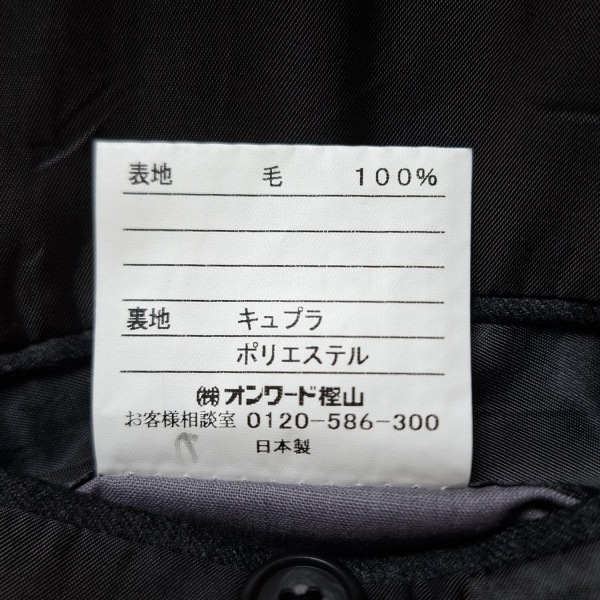 表地 毛 100%
裏地 キュプラ
ポリエステル
㈱オンワード樫山
お客様相談室 0120-586-300
日本製